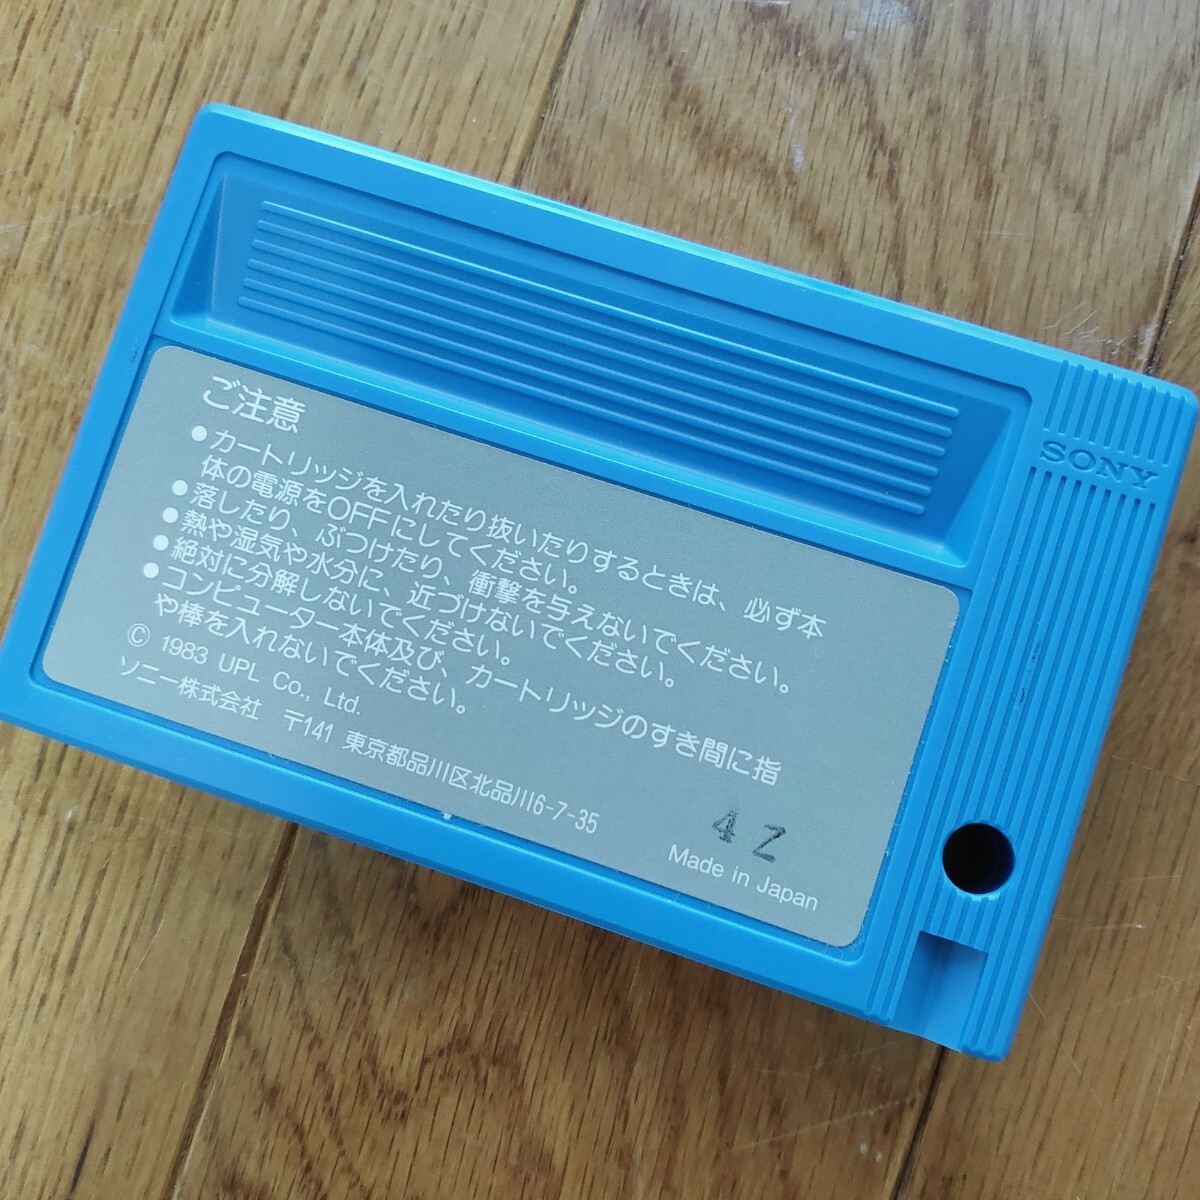 SONY
ご注意
●カートリッジを入れたり抜いたりするときは、必ず本
体の電源をOFFにしてください。
●落したり、ぶつけたり、衝撃を与えないでください。
●熱や湿気や水分に、近づけないでください。
●絶対に分解しないでください。
●コンピューター本体及び、カートリッジのすき間に指
や棒を入れないでください。
© 1983 UPL Co., Ltd.
ソニー株式会社 〒141 東京都品川区北品川6-7-35
4 Z
Made in Japan